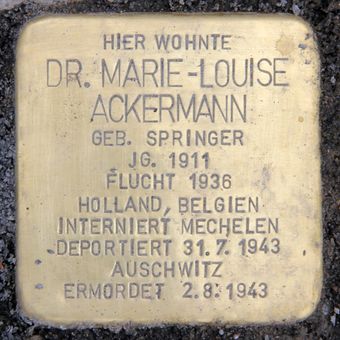 HIER WOHNTE
DR. MARIE-LOUISE
ACKERMANN
GEB. SPRINGER
JG. 1911
FLUCHT 1936
HOLLAND, BELGIEN
INTERNIERT MECHELEN
DEPORTIERT 31.7.1943
AUSCHWITZ
ERMORDET 2.8.1943